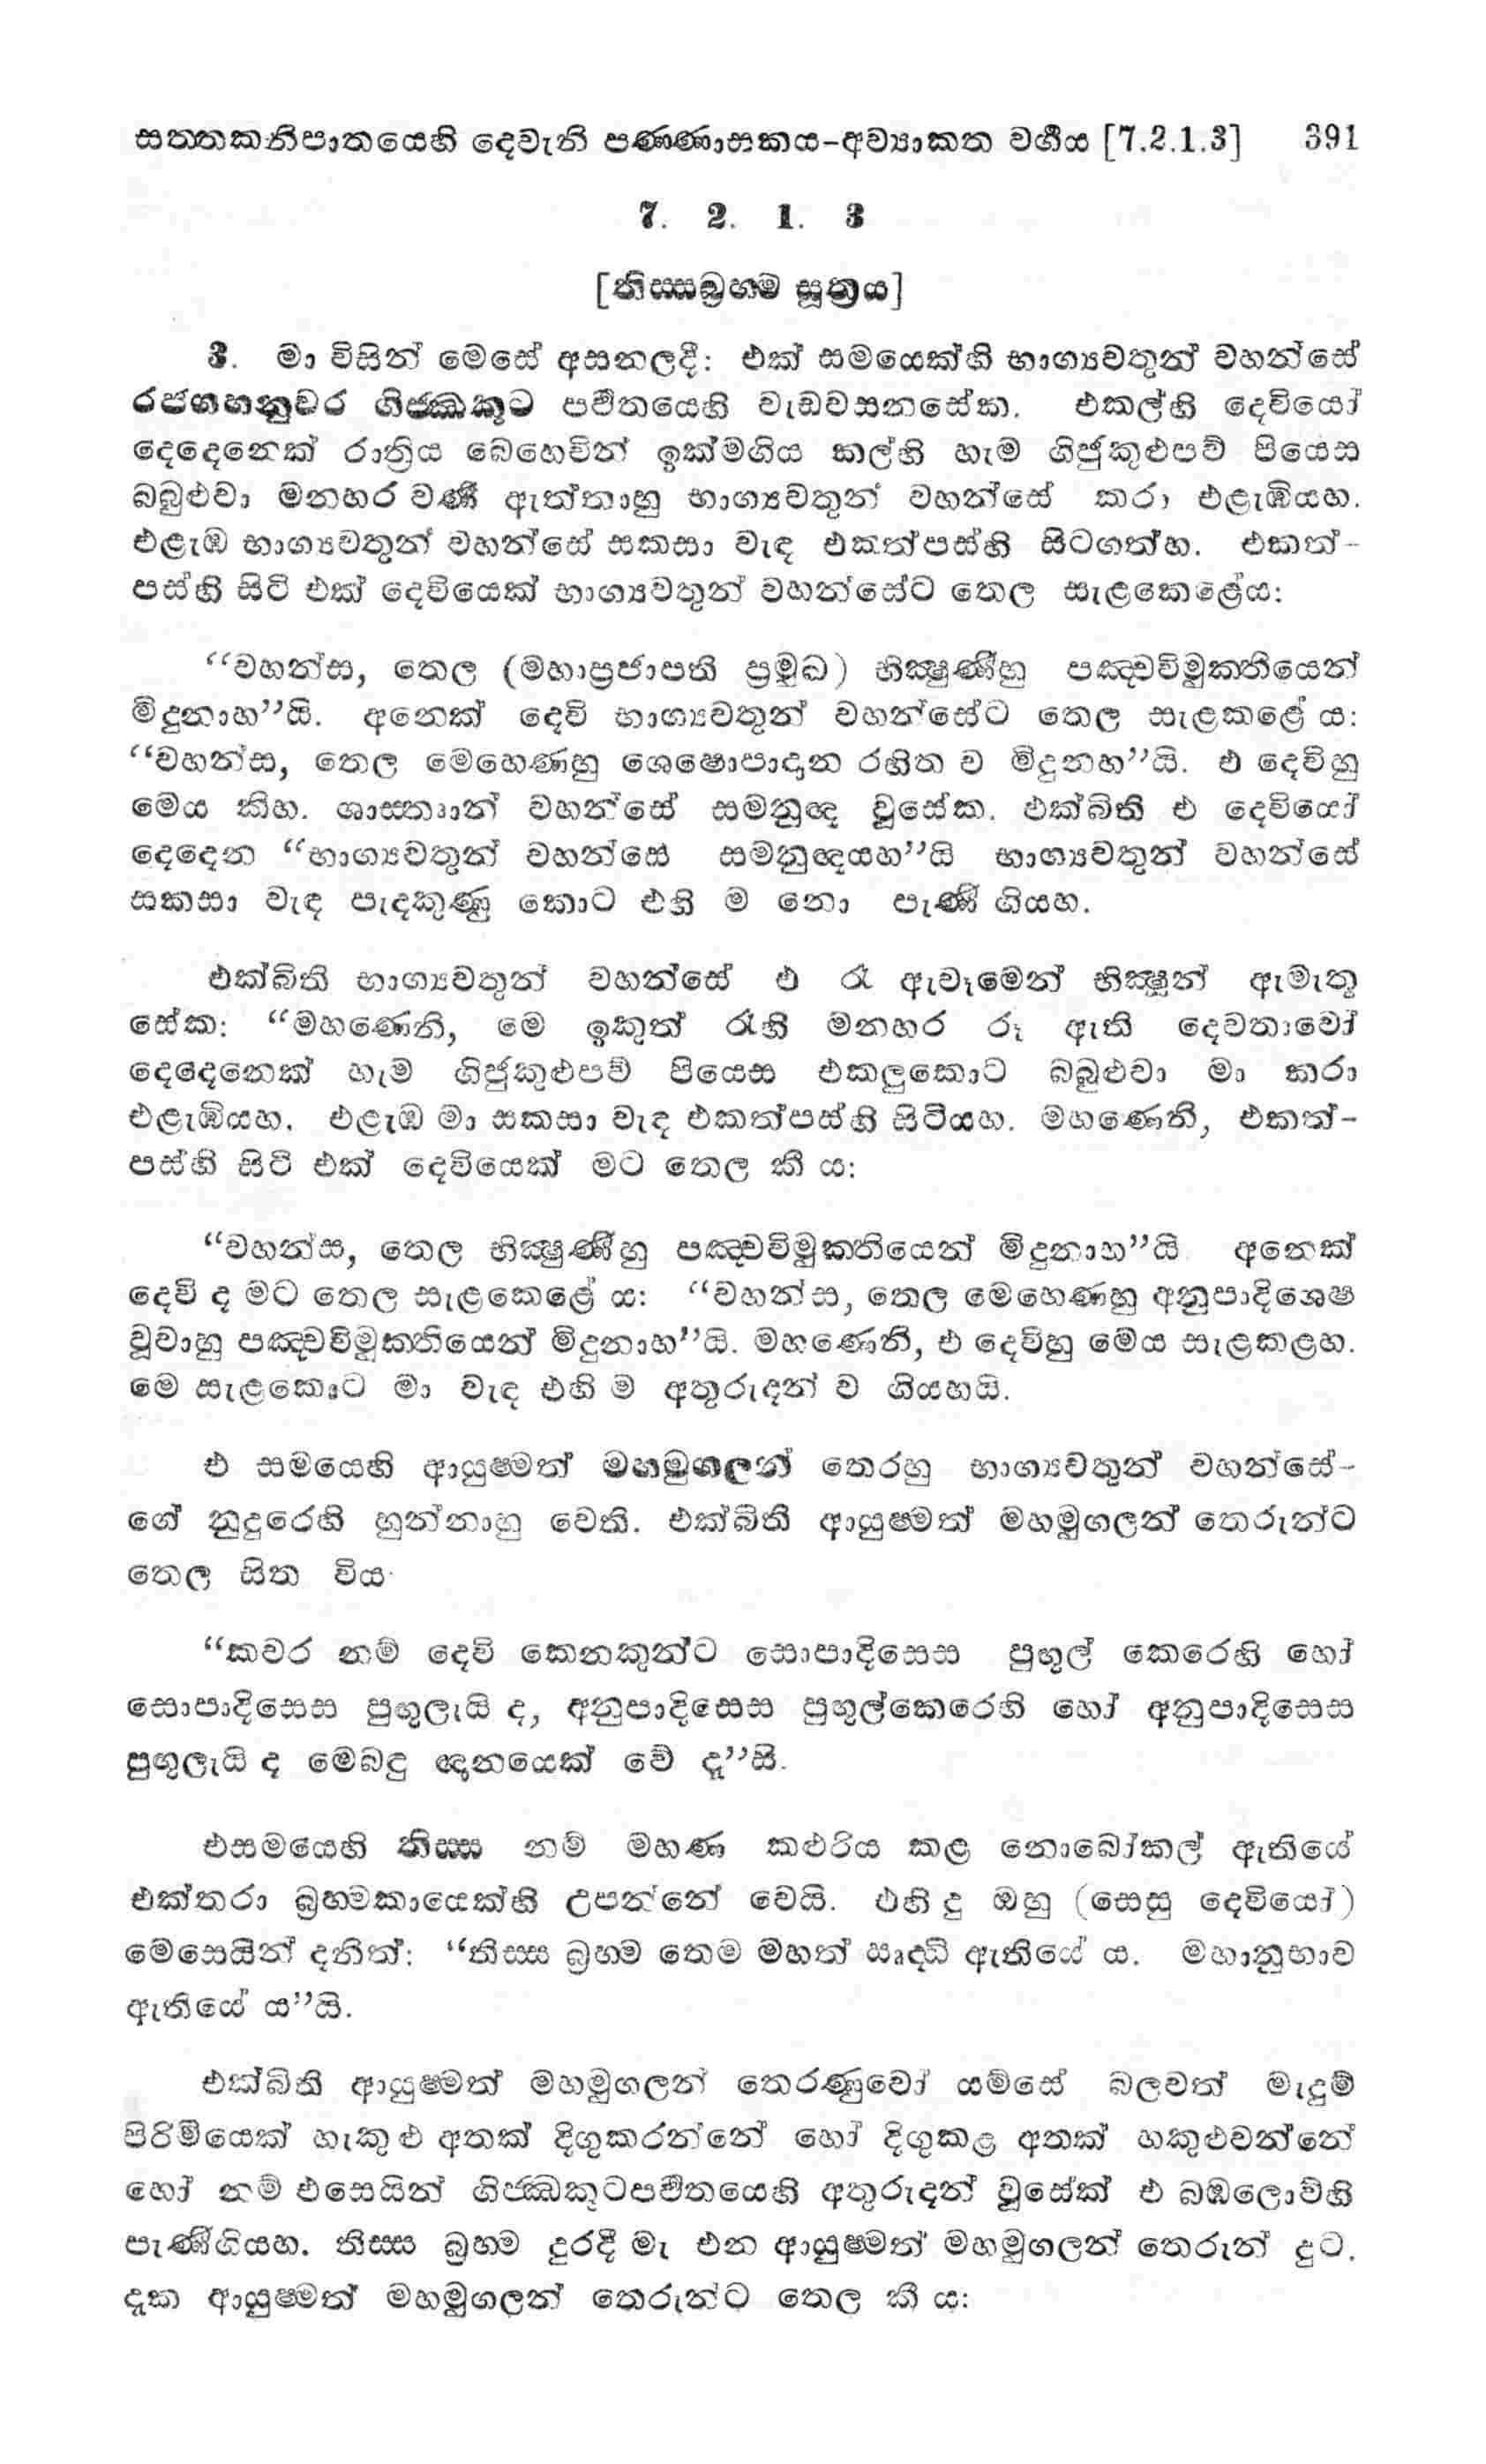 සත්තකනිපාතයෙහි දෙවැනි පණ්ණාසකය-අව්‍යාකත වර්‍ගය [7.2.1.3] 391
7. 2. 1. 3
[තිස්සබ්‍රහ්ම සූත්‍රය]
3. මා විසින් මෙසේ අසනලදී: එක් සමයෙක්හි භාග්‍යවතුන් වහන්සේ
රජගහනුවර ගිජ්ඣකූට පර්‍වතයෙහි වැඩවසනසේක. එකල්හි දෙවියෝ
දෙදෙනෙක් රාත්‍රිය බෙහෙවින් ඉක්මගිය කල්හි හැම ගිජුකුළුපව් පියෙස
බබුළුවා මනහර වර්‍ණ ඇත්තාහු භාග්‍යවතුන් වහන්සේ කරා එළැඹියහ.
එළැඹ භාග්‍යවතුන් වහන්සේ සකසා වැඳ එකත්පස්හි සිටගත්හ. එකත්-
පස්හි සිටි එක් දෙවියෙක් භාග්‍යවතුන් වහන්සේට තෙල සැළකෙළේය:
“වහන්ස, තෙල (මහාප්‍රජාපති ප්‍රමුඛ) භික්‍ෂුණීහු පඤ්චවිමුක්තියෙන්
මිදුනාහ”යි. අනෙක් දෙවි භාග්‍යවතුන් වහන්සේට තෙල සැළකළේ ය:
“වහන්ස, තෙල මෙහෙණහු ශෙෂොපාදාන රහිත ව මිදුනහ”යි. එ දෙවිහු
මෙය කිහ. ශාස්තෲන් වහන්සේ සමනුඥ වූසේක. එක්බිති එ දෙවියෝ
දෙදෙන “භාග්‍යවතුන් වහන්සේ සමනුඥයහ”යි භාග්‍යවතුන් වහන්සේ
සකසා වැඳ පැදකුණු කොට එහි ම නො පැණී ගියහ.
එක්බිති භාග්‍යවතුන් වහන්සේ එ රෑ ඇවෑමෙන් භික්‍ෂූන් ඇමැතූ
සේක: “මහණෙනි, මෙ ඉකුත් රෑහි මනහර රූ ඇති දෙවතාවෝ
දෙදෙනෙක් හැම ගිජුකුළුපව් පියෙස එකලුකොට බබුළුවා මා කරා
එළැඹියහ. එළැඹ මා සකසා වැඳ එකත්පස්හි සිටියහ. මහණෙනි, එකත්-
පස්හි සිටි එක් දෙවියෙක් මට තෙල කී ය:
“වහන්ස, තෙල භික්‍ෂුණීහු පඤ්චවිමුක්තියෙන් මිදුනාහ”යි. අනෙක්
දෙවි ද මට තෙල සැළකෙළේ ය: “වහන්ස, තෙල මෙහෙණහු අනුපාදිශෙෂ
වූවාහු පඤ්චවිමුක්තියෙන් මිදුනාහ”යි. මහණෙනි, එ දෙවිහු මෙය සැළකළහ.
මෙ සැළකොට මා වැඳ එහි ම අතුරුදන් ව ගියහයි.
එ සමයෙහි ආයුෂ්මත් මහමුගලන් තෙරහු භාග්‍යවතුන් වහන්සේ-
ගේ නුදුරෙහි හුන්නාහු වෙති. එක්බිති ආයුෂ්මත් මහමුගලන් තෙරුන්ට
තෙල සිත විය
“කවර නම් දෙවි කෙනකුන්ට සොපාදිසෙස පුඟුල් කෙරෙහි හෝ
සොපාදිසෙස පුඟුලැයි ද, අනුපාදිසෙස පුඟුල්කෙරෙහි හෝ අනුපාදිසෙස
පුඟුලැයි ද මෙබඳු ඥානයෙක් වේ දැ”යි.
එසමයෙහි තිස්ස නම් මහණ කළුරිය කළ නොබෝකල් ඇතියේ
එක්තරා බ්‍රහ්මකායෙක්හි උපන්නේ වෙයි. එහි දු ඔහු (සෙසු දෙවියෝ)
මෙසෙයින් දනිත්: “තිස්ස බ්‍රහ්ම තෙම මහත් ඍද්ධි ඇතියේ ය. මහානුභාව
ඇතියේ ය”යි.
එක්බිති ආයුෂ්මත් මහමුගලන් තෙරණුවෝ යම්සේ බලවත් මැදුම්
පිරිමියෙක් හැකුළු අතක් දිගුකරන්නේ හෝ දිගුකළ අතක් හකුළුවන්නේ
හෝ නම් එසෙයින් ගිජ්ඣකූටපර්‍වතයෙහි අතුරුදන් වූසේක් එ බඹලොව්හි
පැණීගියහ. තිස්ස බ්‍රහ්ම දුරදී මැ එන ආයුෂ්මත් මහමුගලන් තෙරුන් දුට.
දැක ආයුෂ්මත් මහමුගලන් තෙරුන්ට තෙල කී ය: